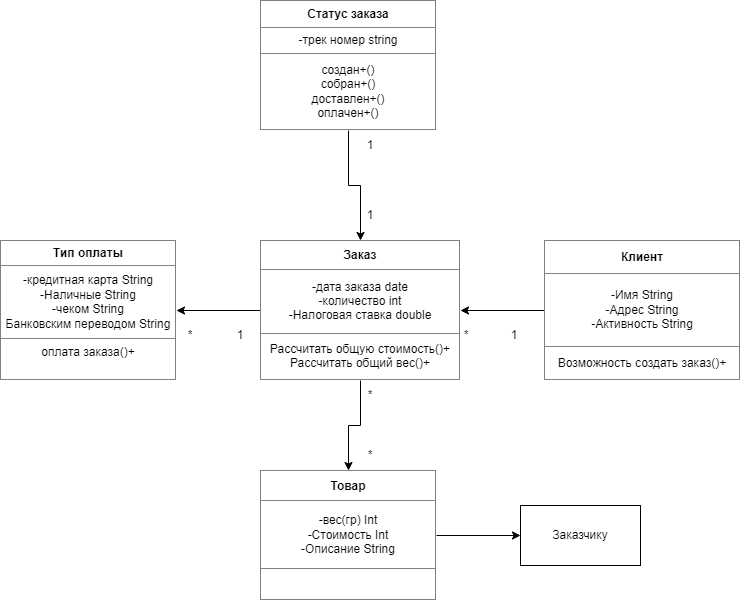 Статус заказа
-трек номер string
создан+()
собран+()
доставлен+()
оплачен+()
1
1
Тип оплаты
-кредитная карта String
-Наличные String
-чеком String
Банковским переводом String
оплата заказа()+
*
1
Заказ
-дата заказа date
-количество int
-Налоговая ставка double
Рассчитать общую стоимость()+
Рассчитать общий вес()+
*
1
Клиент
-Имя String
-Адрес String
-Активность String
Возможность создать заказ()+
*
*
Товар
-вес(гр) Int
-Стоимость Int
-Описание String
Заказчику